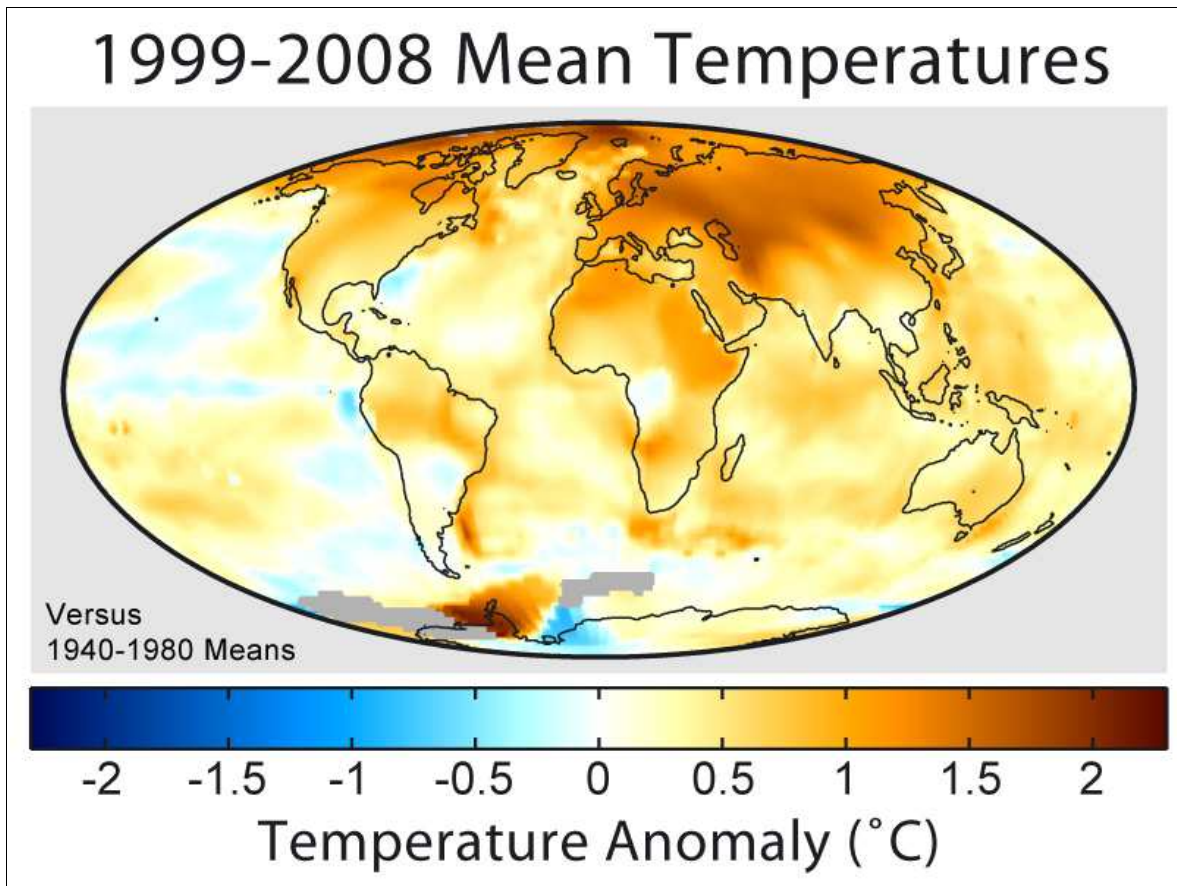 1999-2008 Mean Temperatures
Versus
1940-1980 Means
-2 -1.5 -1 -0.5 0 0.5 1 1.5 2
Temperature Anomaly (˚C)